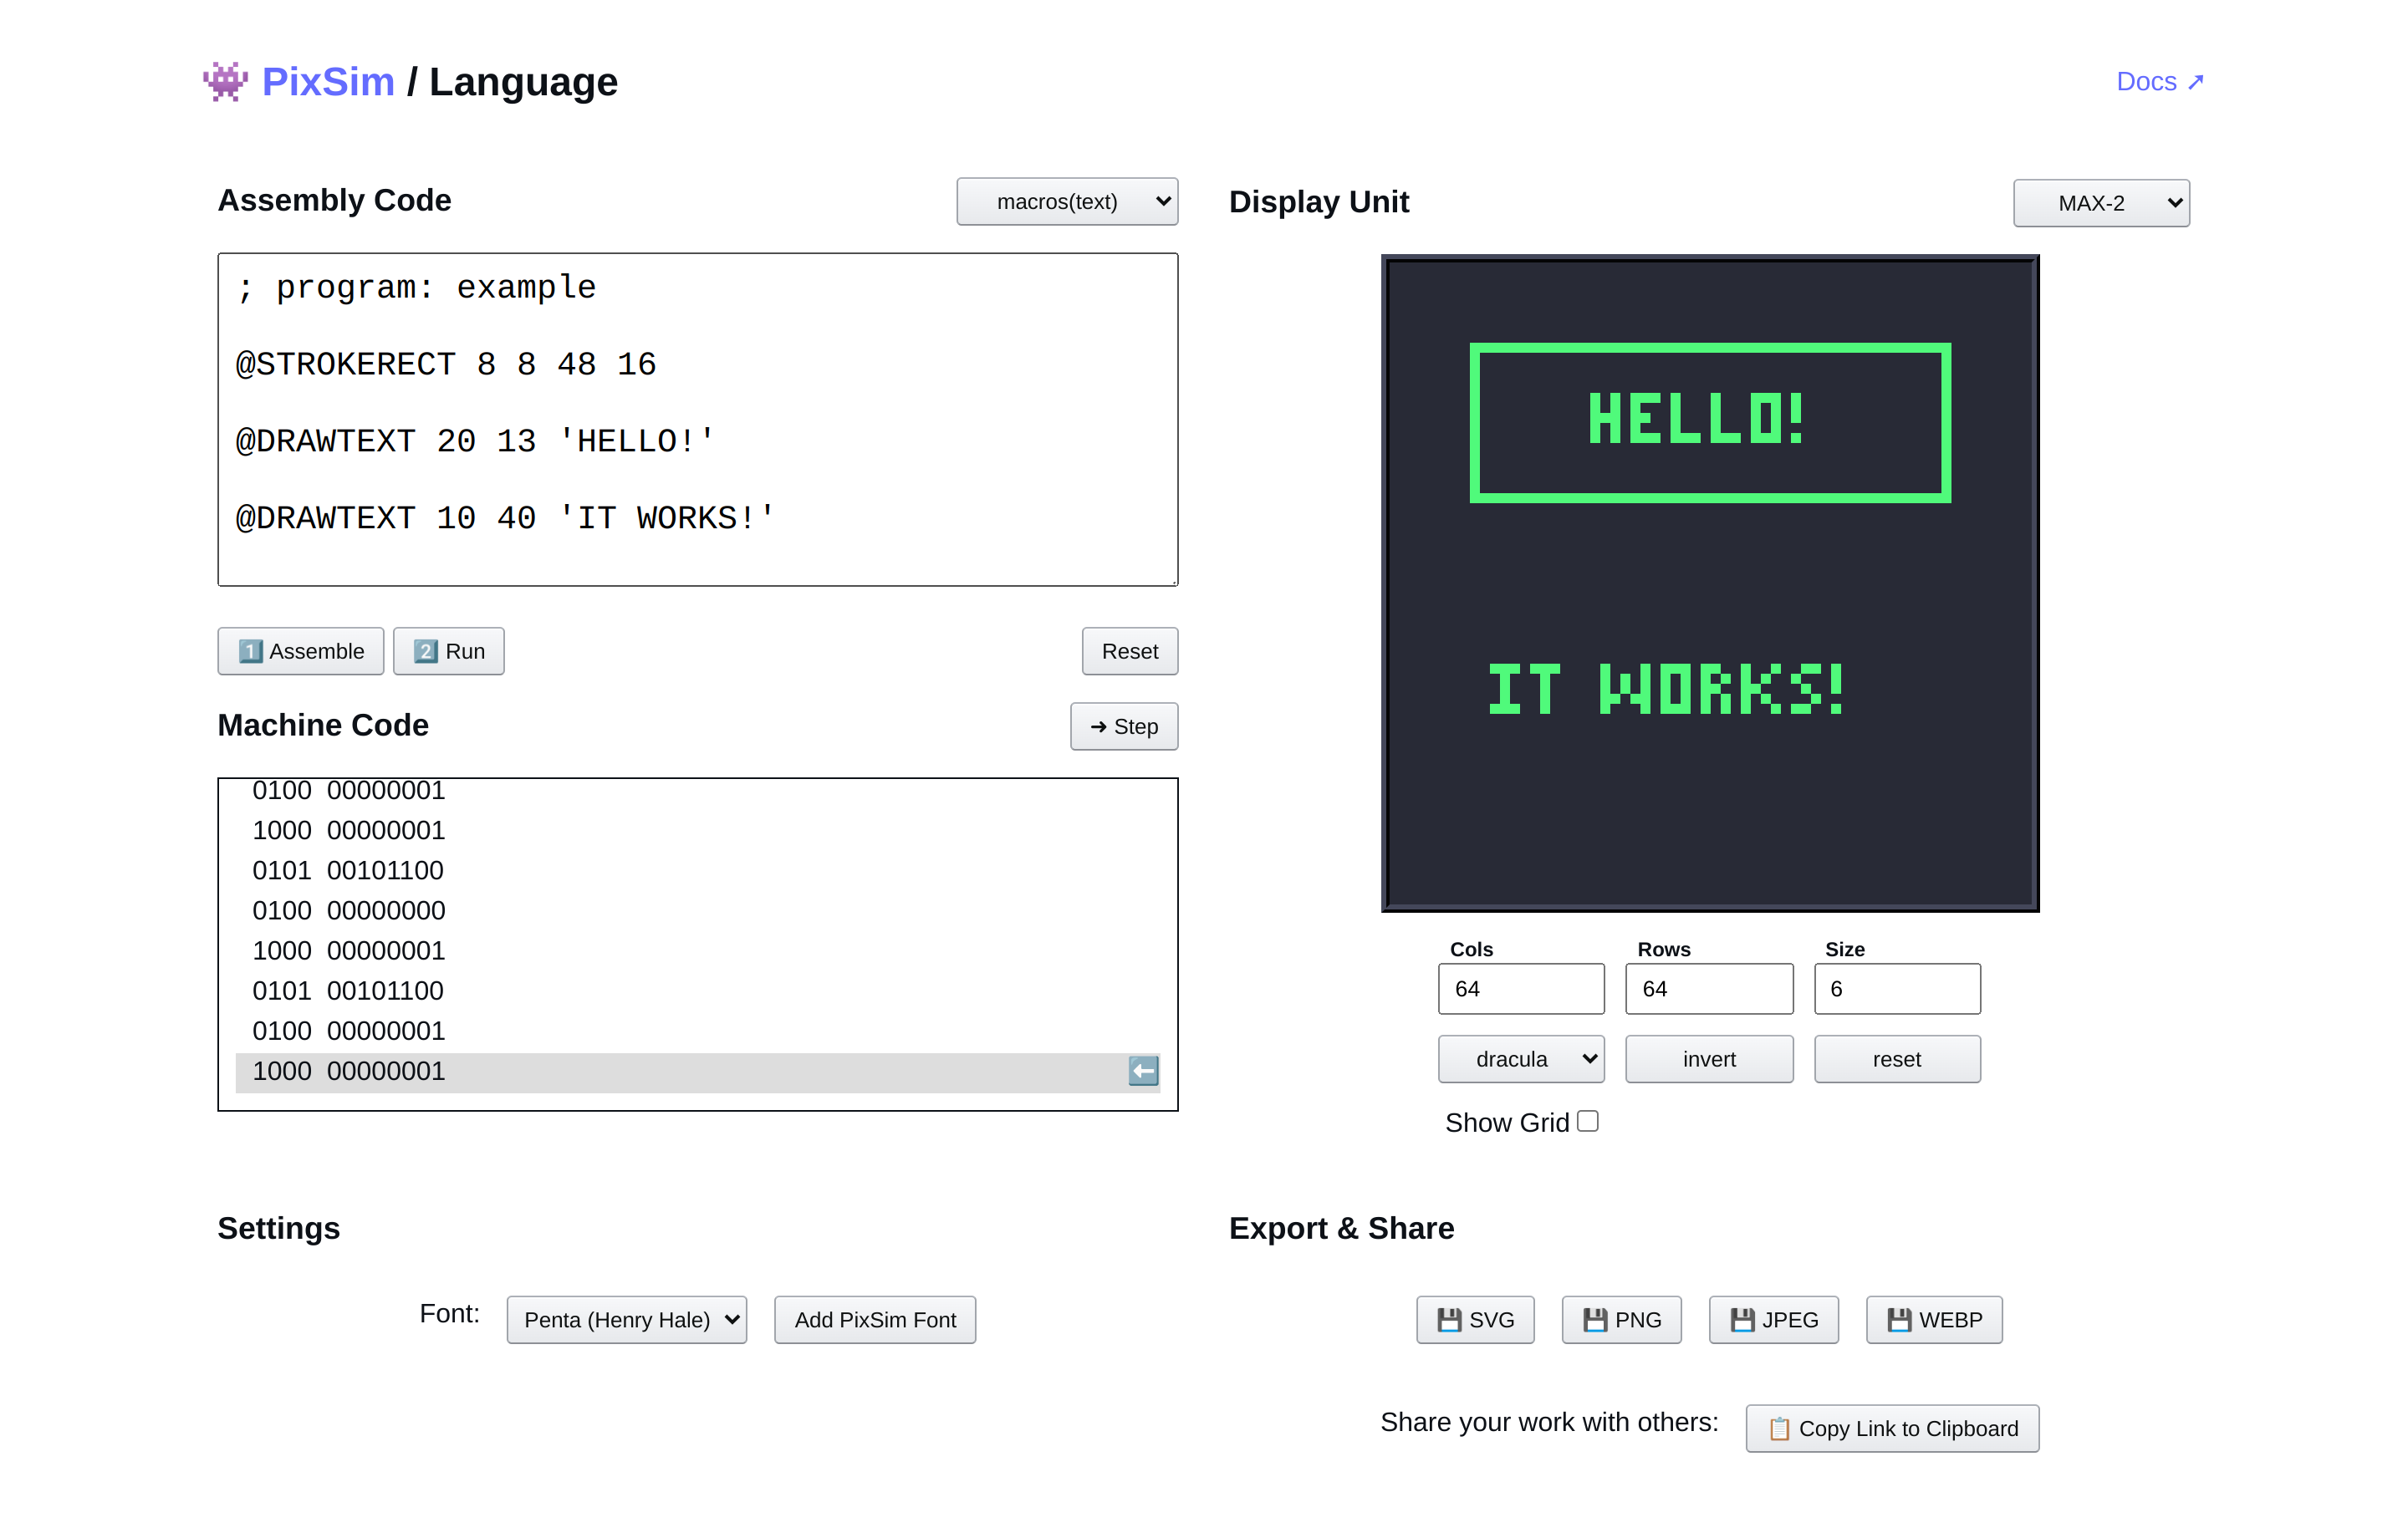 PixSim / Language
Docs ↗
Assembly Code
macros(text)
; program: example
@STROKERECT 8 8 48 16
@DRAWTEXT 20 13 'HELLO!'
@DRAWTEXT 10 40 'IT WORKS!'
1 Assemble
2 Run
Reset
Machine Code
➜ Step
0100 00000001
1000 00000001
0101 00101100
0100 00000000
1000 00000001
0101 00101100
0100 00000001
1000 00000001
Display Unit
MAX-2
HELLO!
IT WORKS!
Cols
Rows
Size
64
64
6
dracula
invert
reset
Show Grid
Settings
Font:
Penta (Henry Hale)
Add PixSim Font
Export & Share
SVG
PNG
JPEG
WEBP
Share your work with others:
Copy Link to Clipboard